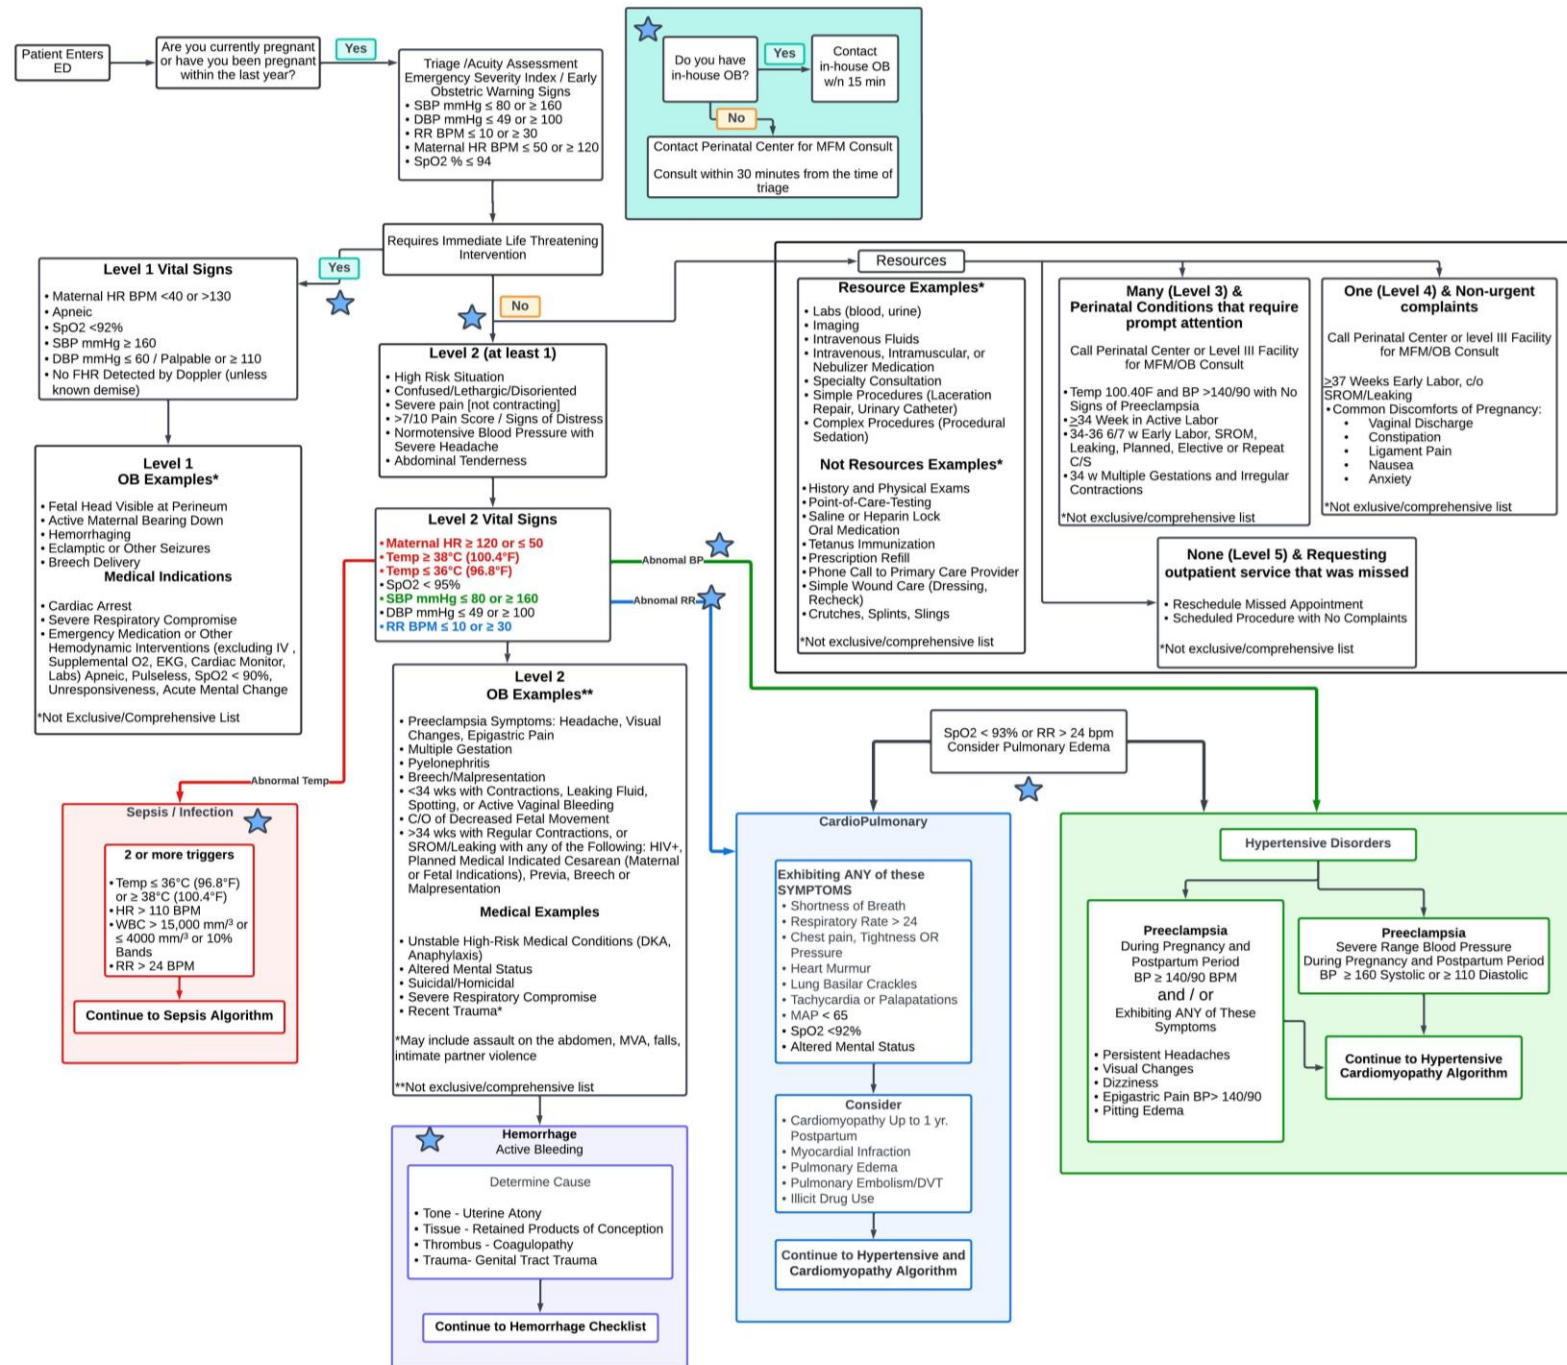 Patient Enters
ED
Are you currently pregnant
or have you been pregnant
within the last year?
Yes
Triage /Acuity Assessment
Emergency Severity Index / Early
Obstetric Warning Signs
• SBP mmHg ≤ 80 or ≥ 160
• DBP mmHg ≤ 49 or ≥ 100
• RR BPM ≤ 10 or ≥ 30
• Maternal HR BPM ≤ 50 or ≥ 120
• SpO2 % ≤ 94
Do you have
in-house OB?
Yes
Contact
in-house OB
w/n 15 min
No
Contact Perinatal Center for MFM Consult
Consult within 30 minutes from the time of
triage
Requires Immediate Life Threatening
Intervention
Yes
No
Level 1 Vital Signs
• Maternal HR BPM <40 or >130
• Apneic
• SpO2 <92%
• SBP mmHg ≥ 160
• DBP mmHg ≤ 60 / Palpable or ≥ 110
• No FHR Detected by Doppler (unless
known demise)
Level 1
OB Examples*
• Fetal Head Visible at Perineum
• Active Maternal Bearing Down
• Hemorrhaging
• Eclamptic or Other Seizures
• Breech Delivery
Medical Indications
• Cardiac Arrest
• Severe Respiratory Compromise
• Emergency Medication or Other
Hemodynamic Interventions (excluding IV ,
Supplemental O2, EKG, Cardiac Monitor,
Labs) Apneic, Pulseless, SpO2 < 90%,
Unresponsiveness, Acute Mental Change
*Not Exclusive/Comprehensive List
Level 2 (at least 1)
• High Risk Situation
• Confused/Lethargic/Disoriented
• Severe pain [not contracting]
• >7/10 Pain Score / Signs of Distress
• Normotensive Blood Pressure with
Severe Headache
• Abdominal Tenderness
Level 2 Vital Signs
• Maternal HR ≥ 120 or ≤ 50
• Temp ≥ 38°C (100.4°F)
• Temp ≤ 36°C (96.8°F)
• SpO2 < 95%
• SBP mmHg ≤ 80 or ≥ 160
• DBP mmHg ≤ 49 or ≥ 100
• RR BPM ≤ 10 or ≥ 30
Abnomal BP
Abnomal RR
Abnormal Temp
Level 2
OB Examples**
• Preeclampsia Symptoms: Headache, Visual
Changes, Epigastric Pain
• Multiple Gestation
• Pyelonephritis
• Breech/Malpresentation
• <34 wks with Contractions, Leaking Fluid,
Spotting, or Active Vaginal Bleeding
• C/O of Decreased Fetal Movement
• >34 wks with Regular Contractions, or
SROM/Leaking with any of the Following: HIV+,
Planned Medical Indicated Cesarean (Maternal
or Fetal Indications), Previa, Breech or
Malpresentation
Medical Examples
• Unstable High-Risk Medical Conditions (DKA,
Anaphylaxis)
• Altered Mental Status
• Suicidal/Homicidal
• Severe Respiratory Compromise
• Recent Trauma*
*May include assault on the abdomen, MVA, falls,
intimate partner violence
**Not exclusive/comprehensive list
Resources
Resource Examples*
• Labs (blood, urine)
• Imaging
• Intravenous Fluids
• Intravenous, Intramuscular, or
Nebulizer Medication
• Specialty Consultation
• Simple Procedures (Laceration
Repair, Urinary Catheter)
• Complex Procedures (Procedural
Sedation)
Not Resources Examples*
• History and Physical Exams
• Point-of-Care-Testing
• Saline or Heparin Lock
Oral Medication
• Tetanus Immunization
• Prescription Refill
• Phone Call to Primary Care Provider
• Simple Wound Care (Dressing,
Recheck)
• Crutches, Splints, Slings
*Not exclusive/comprehensive list
Many (Level 3) &
Perinatal Conditions that require
prompt attention
Call Perinatal Center or Level III Facility
for MFM/OB Consult
• Temp 100.40F and BP >140/90 with No
Signs of Preeclampsia
• ≥34 Week in Active Labor
• 34-36 6/7 w Early Labor, SROM,
Leaking, Planned, Elective or Repeat
C/S
• 34 w Multiple Gestations and Irregular
Contractions
*Not exclusive/comprehensive list
One (Level 4) & Non-urgent
complaints
Call Perinatal Center or level III Facility
for MFM/OB Consult
≥37 Weeks Early Labor, c/o
SROM/Leaking
• Common Discomforts of Pregnancy:
• Vaginal Discharge
• Constipation
• Ligament Pain
• Nausea
• Anxiety
*Not exlusive/comprehensive list
None (Level 5) & Requesting
outpatient service that was missed
• Reschedule Missed Appointment
• Scheduled Procedure with No Complaints
*Not exclusive/comprehensive list
SpO2 < 93% or RR > 24 bpm
Consider Pulmonary Edema
Sepsis / Infection
2 or more triggers
• Temp ≤ 36°C (96.8°F)
or ≥ 38°C (100.4°F)
• HR > 110 BPM
• WBC > 15,000 mm/³ or
≤ 4000 mm/³ or 10%
Bands
• RR > 24 BPM
Continue to Sepsis Algorithm
Hemorrhage
Active Bleeding
Determine Cause
• Tone - Uterine Atony
• Tissue - Retained Products of Conception
• Thrombus - Coagulopathy
• Trauma- Genital Tract Trauma
Continue to Hemorrhage Checklist
CardioPulmonary
Exhibiting ANY of these
SYMPTOMS
• Shortness of Breath
• Respiratory Rate > 24
• Chest pain, Tightness OR
Pressure
• Heart Murmur
• Lung Basilar Crackles
• Tachycardia or Palapatations
• MAP < 65
• SpO2 <92%
• Altered Mental Status
Consider
• Cardiomyopathy Up to 1 yr.
Postpartum
• Myocardial Infraction
• Pulmonary Edema
• Pulmonary Embolism/DVT
• Illicit Drug Use
Continue to Hypertensive and
Cardiomyopathy Algorithm
Hypertensive Disorders
Preeclampsia
During Pregnancy and
Postpartum Period
BP ≥ 140/90 BPM
and / or
Exhibiting ANY of These
Symptoms
• Persistent Headaches
• Visual Changes
• Dizziness
• Epigastric Pain BP> 140/90
• Pitting Edema
Preeclampsia
Severe Range Blood Pressure
During Pregnancy and Postpartum Period
BP ≥ 160 Systolic or ≥ 110 Diastolic
Continue to Hypertensive
Cardiomyopathy Algorithm